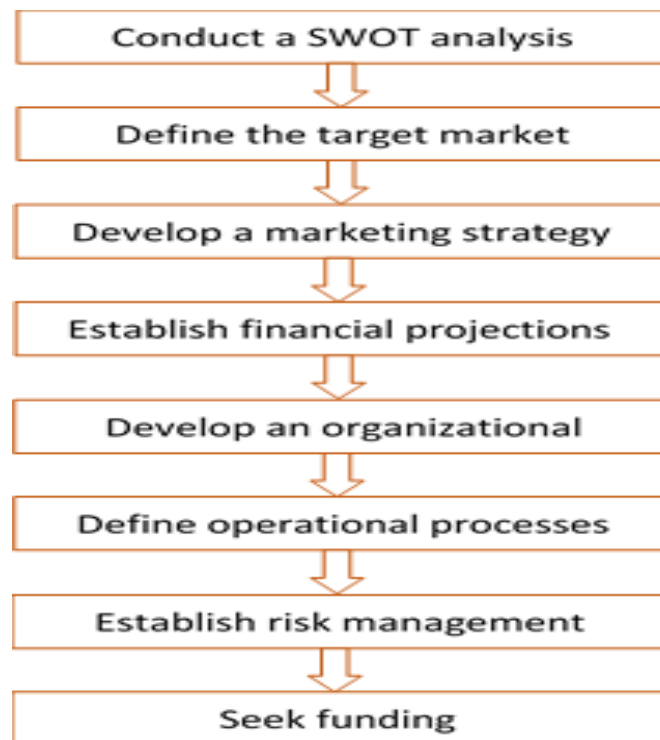 Conduct a SWOT analysis
Define the target market
Develop a marketing strategy
Establish financial projections
Develop an organizational
Define operational processes
Establish risk management
Seek funding